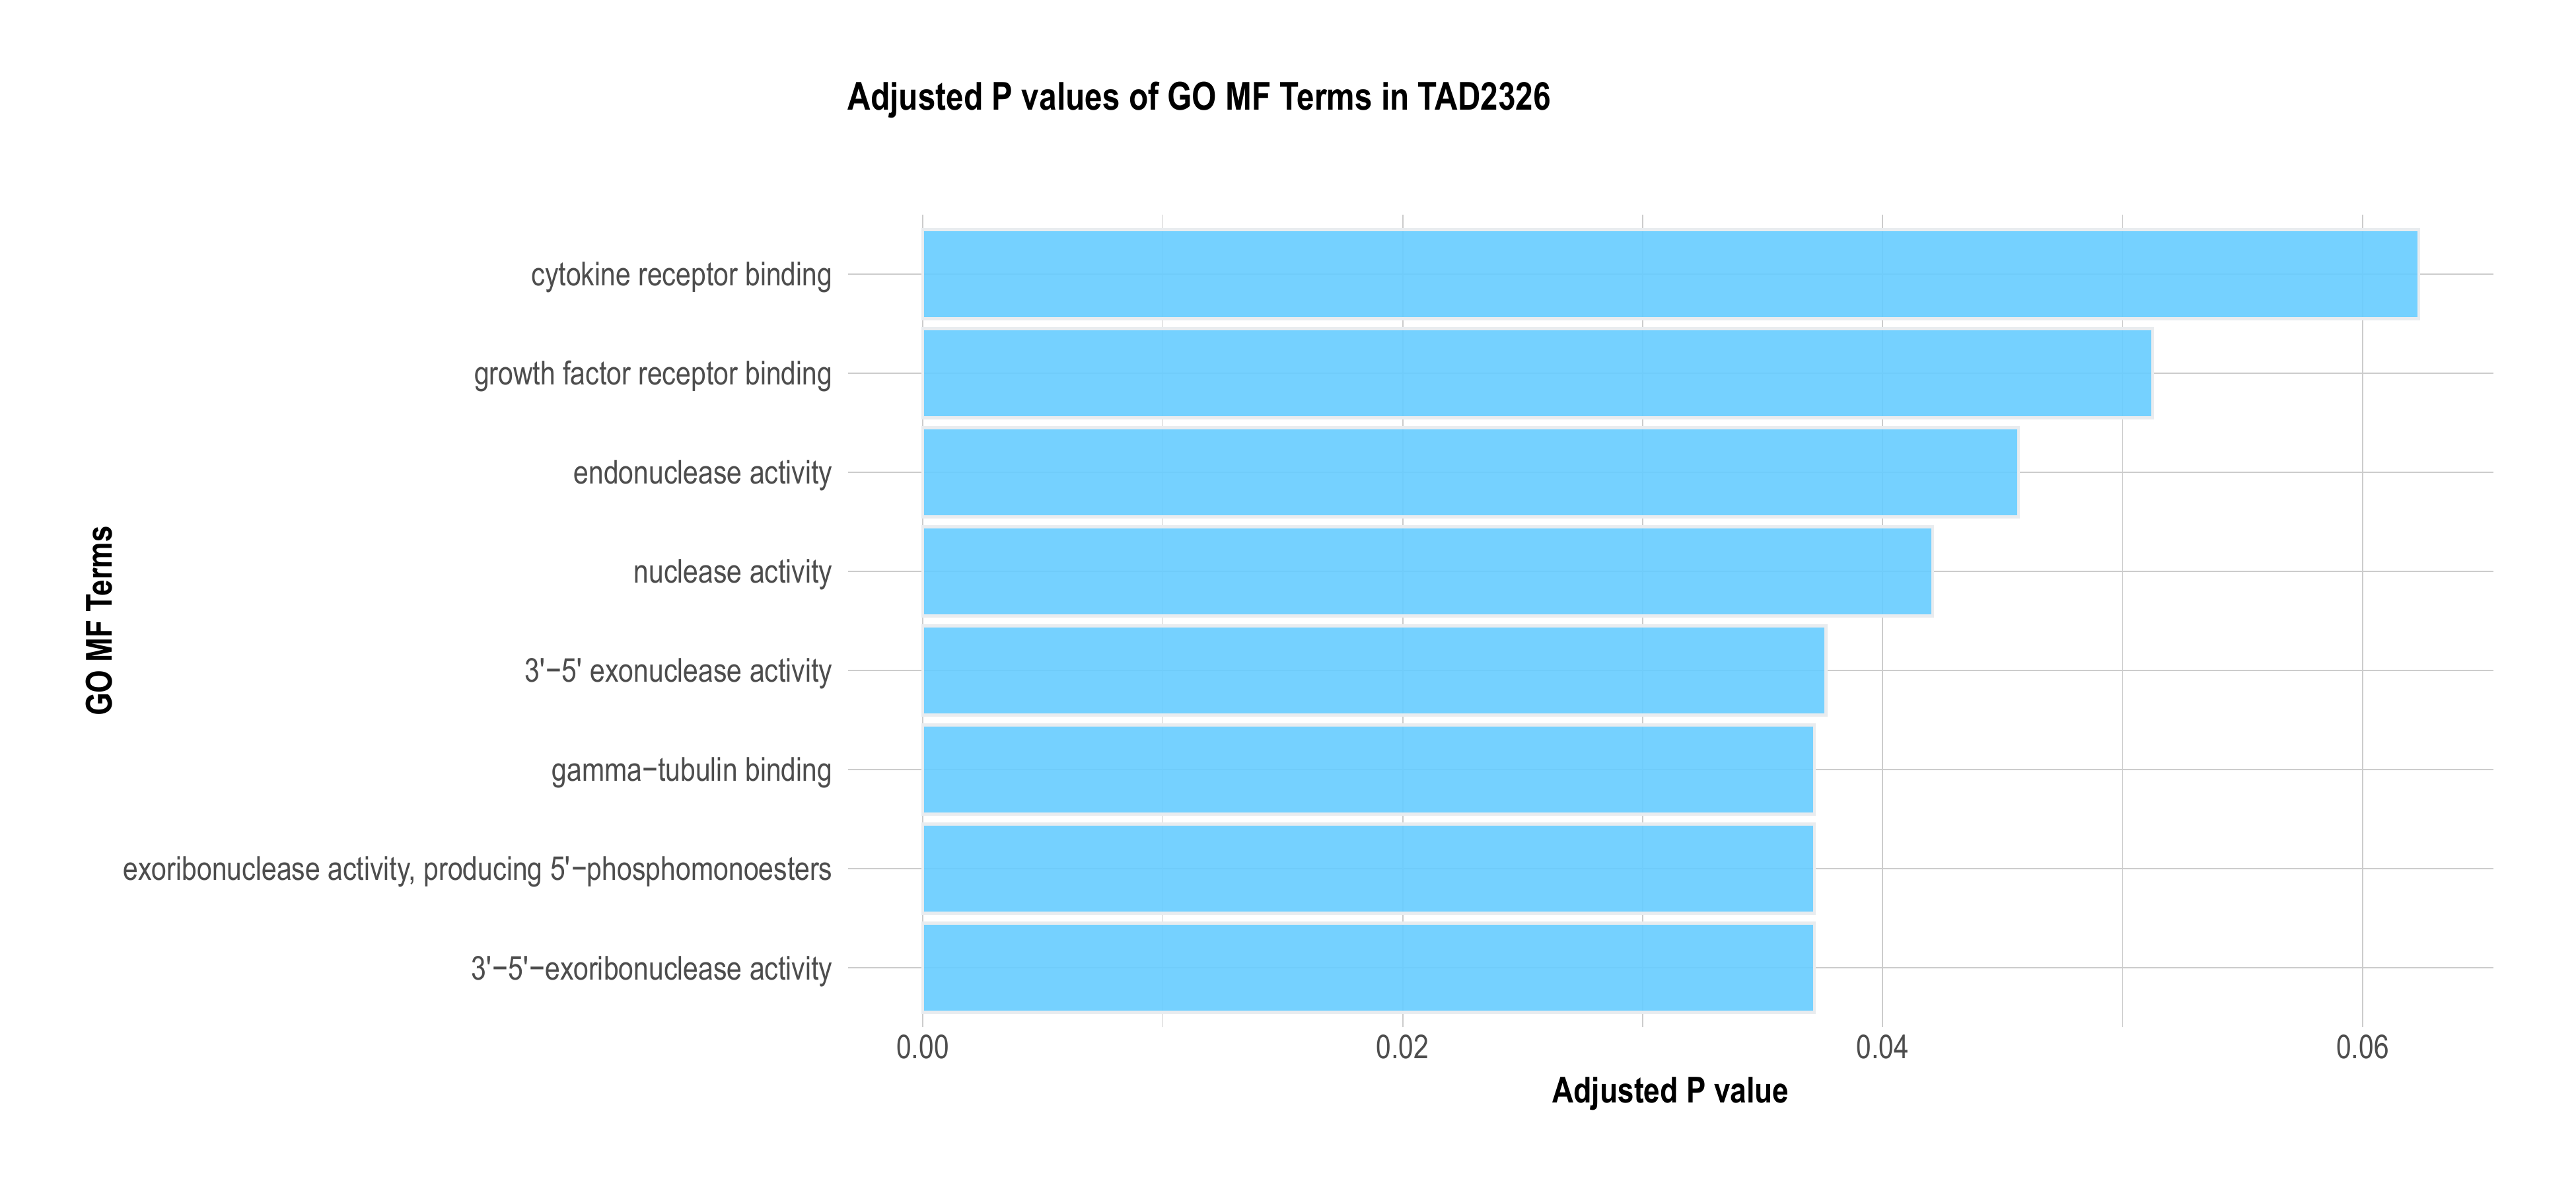 Adjusted P values of GO MF Terms in TAD2326
cytokine receptor binding
growth factor receptor binding
endonuclease activity
nuclease activity
3'−5' exonuclease activity
gamma−tubulin binding
exoribonuclease activity, producing 5'−phosphomonoesters
3'−5'−exoribonuclease activity
GO MF Terms
0.00 0.02 0.04 0.06
Adjusted P value